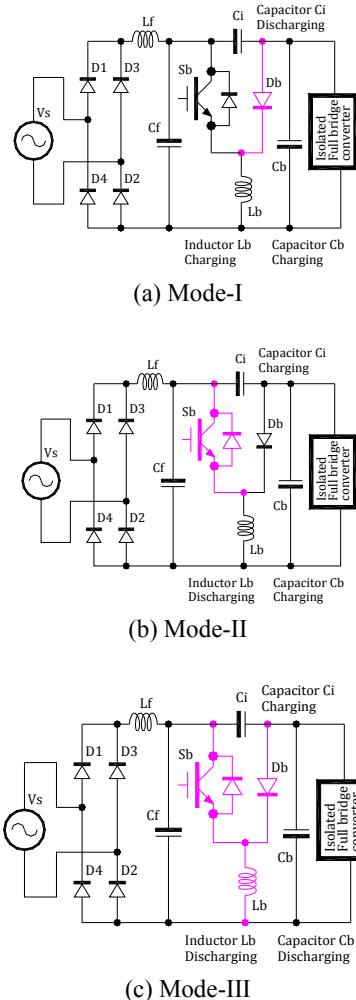 Capacitor Ci
Discharging
Lf
Ci
D1
D3
Sb
Db
Vs
Cf
Cb
Isolated
Full bridge
converter
D4
D2
Lb
Inductor Lb
Charging
Capacitor Cb
Charging
(a) Mode-I
Capacitor Ci
Charging
Lf
Ci
D1
D3
Sb
Db
Vs
Cf
Cb
Isolated
Full bridge
converter
D4
D2
Lb
Inductor Lb
Discharging
Capacitor Cb
Charging
(b) Mode-II
Capacitor Ci
Charging
Lf
Ci
D1
D3
Sb
Db
Vs
Cf
Cb
Isolated
Full bridge
converter
D4
D2
Lb
Inductor Lb
Discharging
Capacitor Cb
Discharging
(c) Mode-III